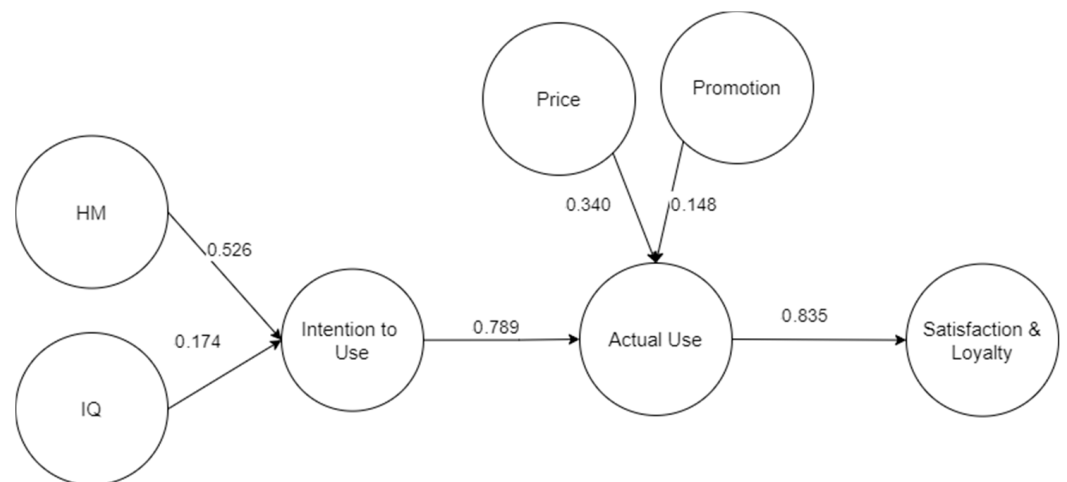 Price
Promotion
HM
0.340
0.148
0.526
Intention to
Use
0.789
Actual Use
0.835
Satisfaction &
Loyalty
0.174
IQ